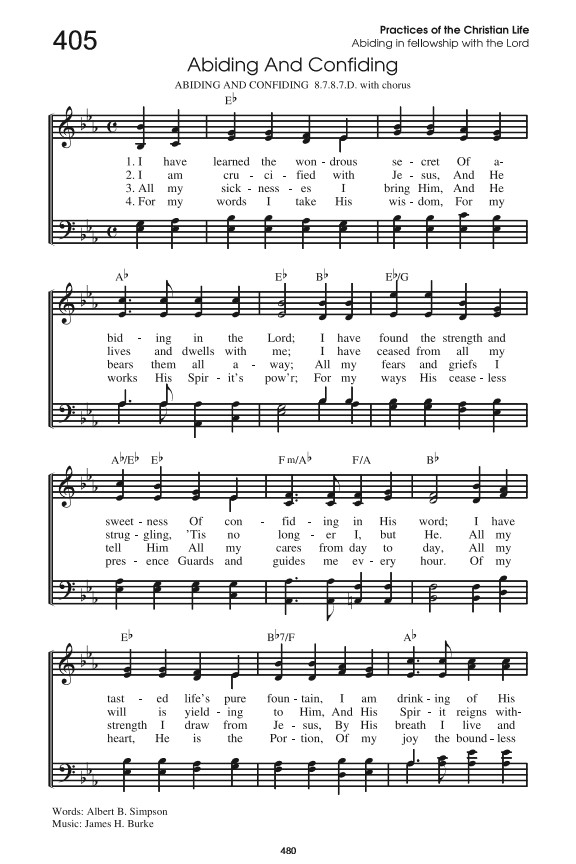 405
Practices of the Christian Life
Abiding in fellowship with the Lord
Abiding And Confiding
ABIDING AND CONFIDING 8.7.8.7.D. with chorus
E♭
1. I have learned the won - drous se - cret Of a-
2. I am cru - ci - fied with Je - sus, And He
3. All my sick - ness - es I bring Him, And He
4. For my words I take His wis - dom, For my
A♭ E♭ B♭ E♭/G
bid - ing in the Lord; I have found the strength and
lives and dwells with me; I have ceased from all my
bears them all a - way; All my fears and griefs I
works His Spir - it's pow'r; For my ways His cease - less
A♭/E♭ E♭ Fm/A♭ F/A B♭
sweet - ness Of con - fid - ing in His word; I have
strug - gling, 'Tis no long - er I, but He. All my
tell Him All my cares from day to day, All my
pres - ence Guards and guides me ev - ery hour. Of my
E♭ B♭7/F A♭
tast - ed life's pure foun - tain, I am drink - ing of His
will is yield - ing to Him, And His Spir - it reigns with-
strength I draw from Je - sus, By His breath I live and
heart, He is the Por - tion, Of my joy the bound - less
Words: Albert B. Simpson
Music: James H. Burke
480